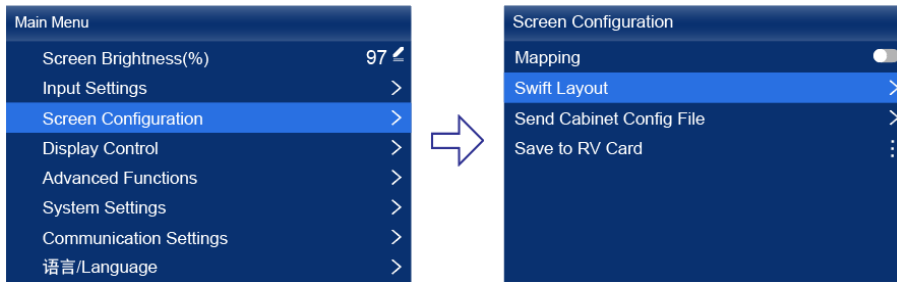 Main Menu
Screen Brightness(%) 97
Input Settings
Screen Configuration
Display Control
Advanced Functions
System Settings
Communication Settings
语言/Language
Screen Configuration
Mapping
Swift Layout
Send Cabinet Config File
Save to RV Card